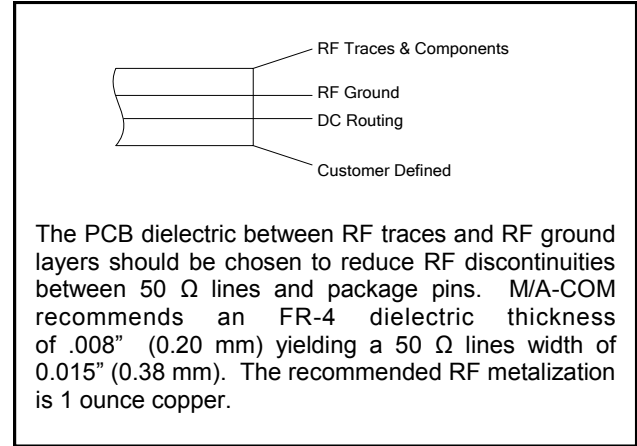 RF Traces & Components
RF Ground
DC Routing
Customer Defined
The PCB dielectric between RF traces and RF ground
layers should be chosen to reduce RF discontinuities
between 50 Ω lines and package pins. M/A-COM
recommends an FR-4 dielectric thickness
of .008” (0.20 mm) yielding a 50 Ω lines width of
0.015” (0.38 mm). The recommended RF metalization
is 1 ounce copper.